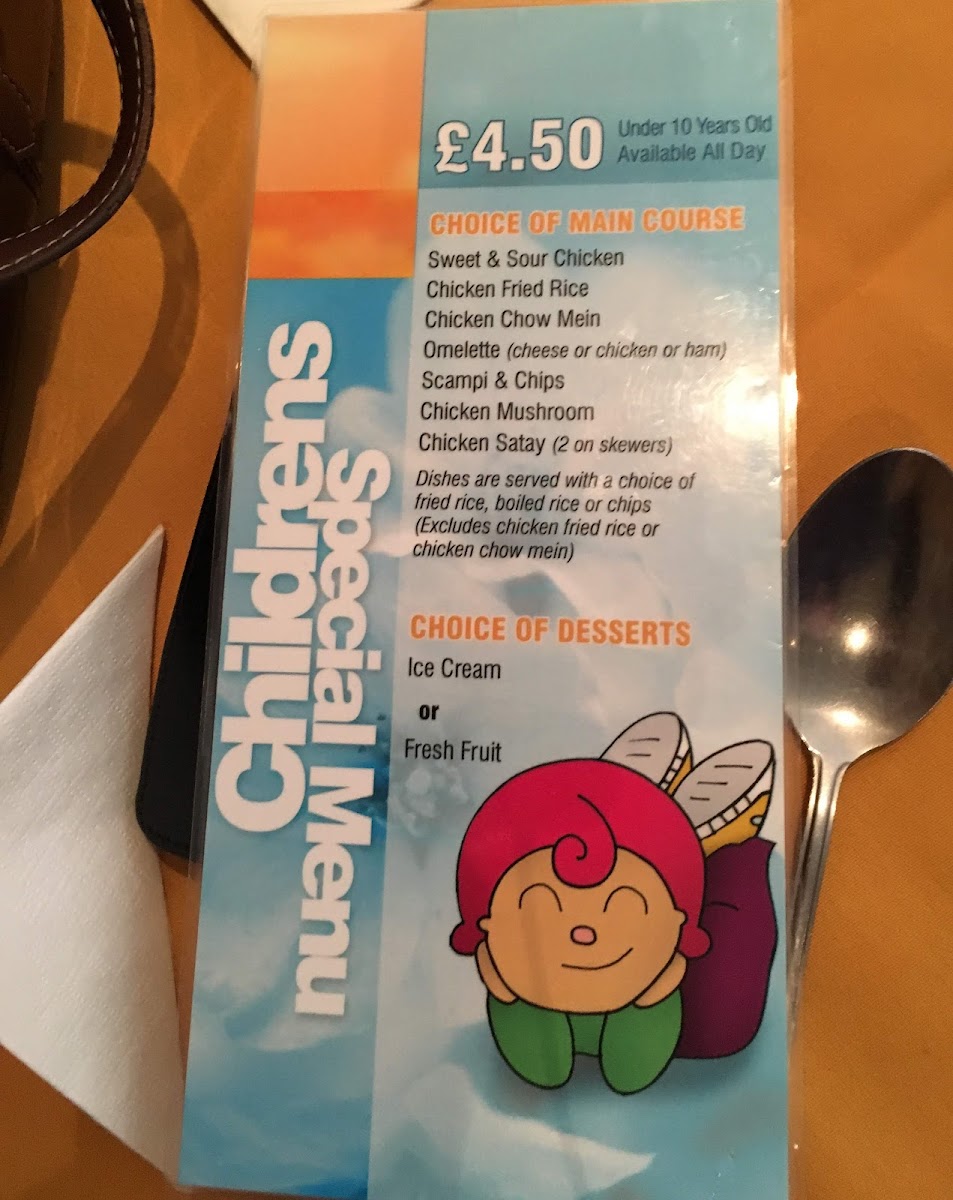 £4.50
Under 10 Years Old
Available All Day
CHOICE OF MAIN COURSE
Sweet & Sour Chicken
Chicken Fried Rice
Chicken Chow Mein
Omelette (cheese or chicken or ham)
Scampi & Chips
Chicken Mushroom
Chicken Satay (2 on skewers)
Dishes are served with a choice of
fried rice, boiled rice or chips
(Excludes chicken fried rice or
chicken chow mein)
CHOICE OF DESSERTS
Ice Cream
or
Fresh Fruit
Childrens
Special Menu